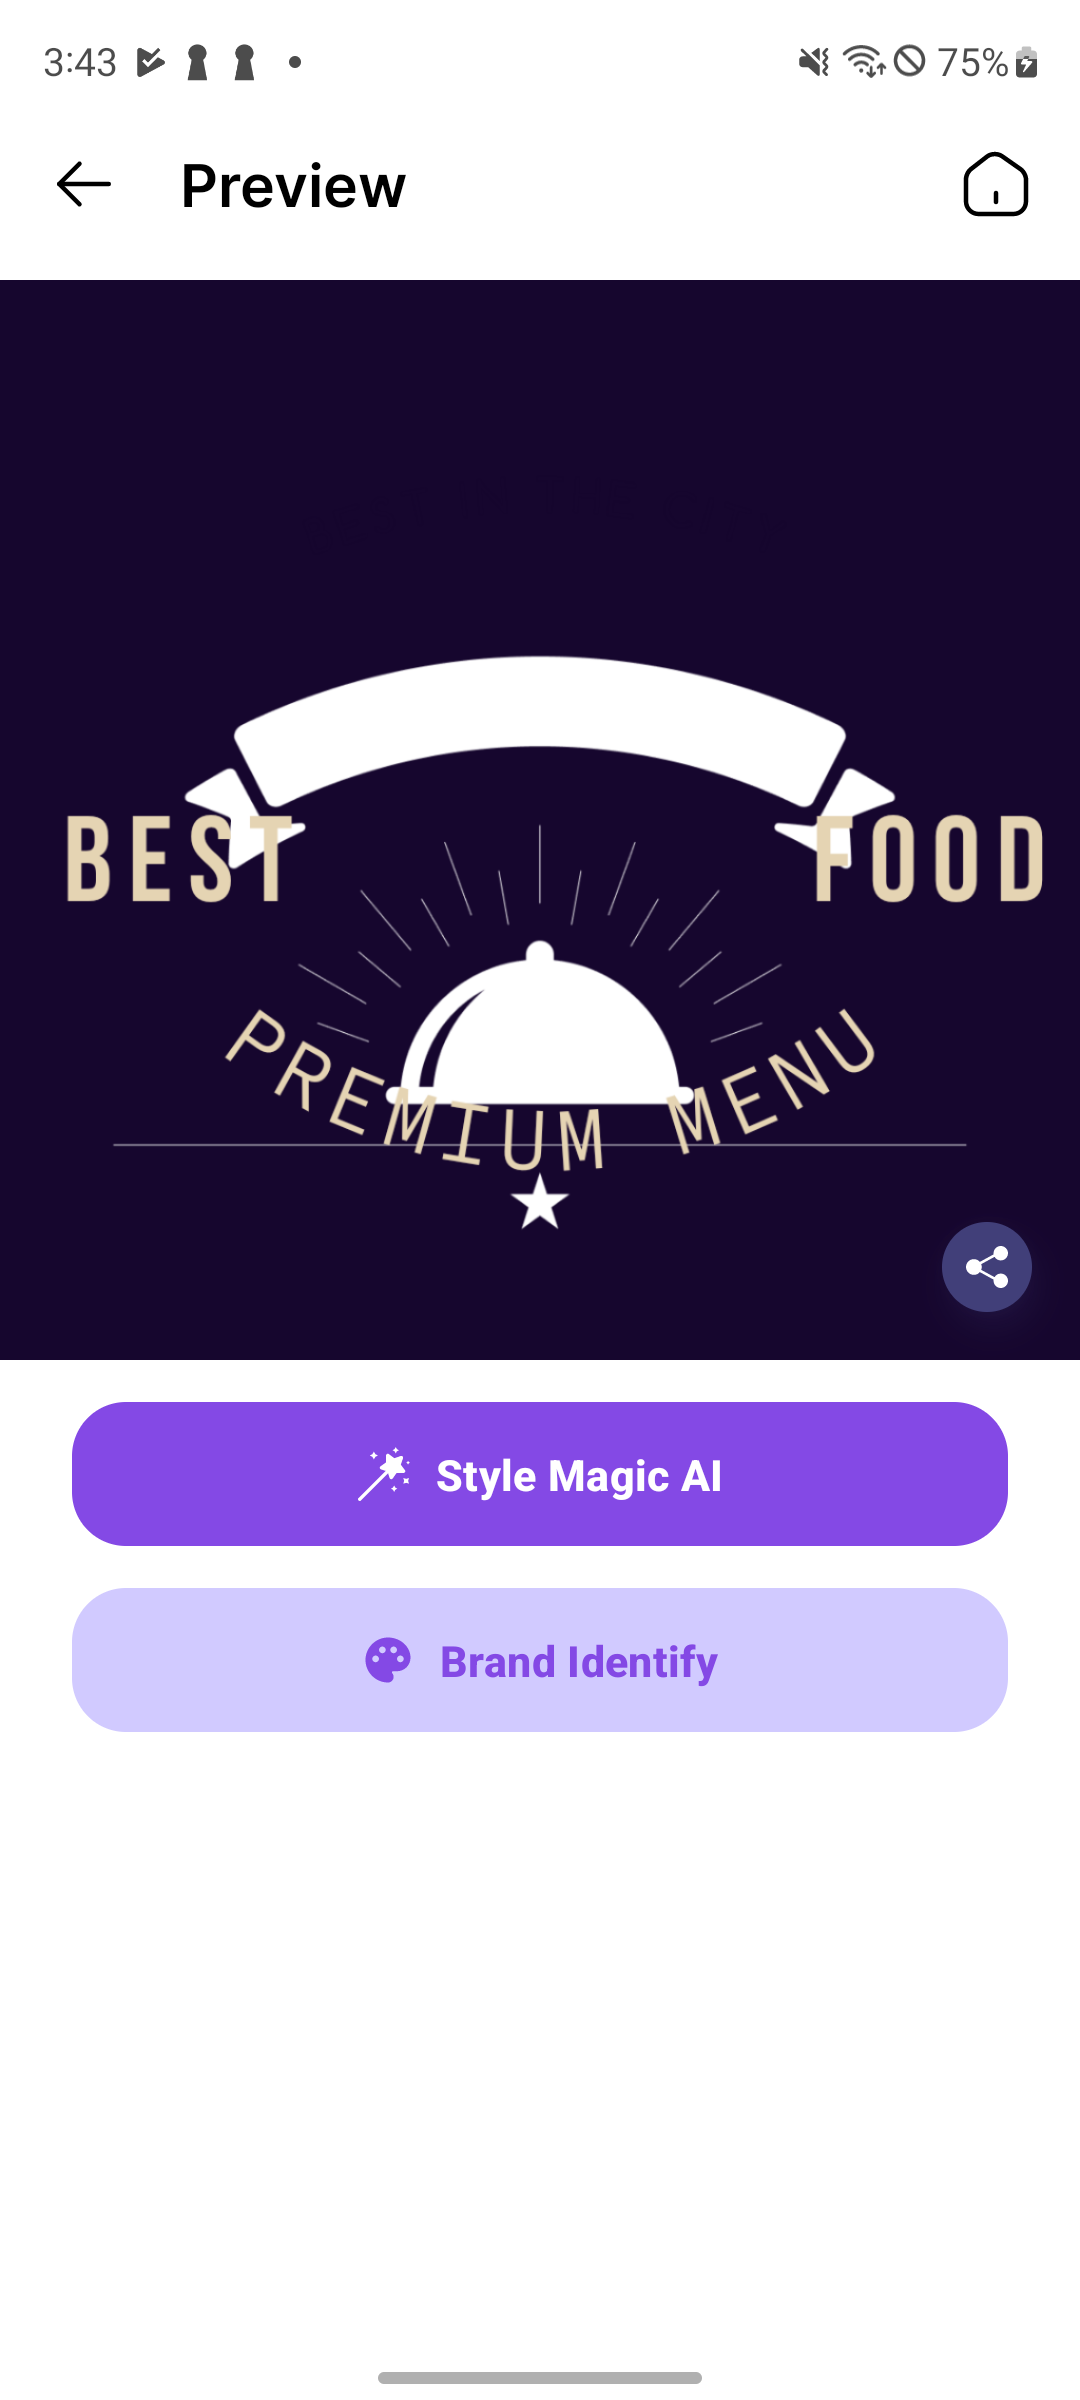 3:43
75%
Preview
BEST FOOD
PREMIUM MENU
Style Magic AI
Brand Identify